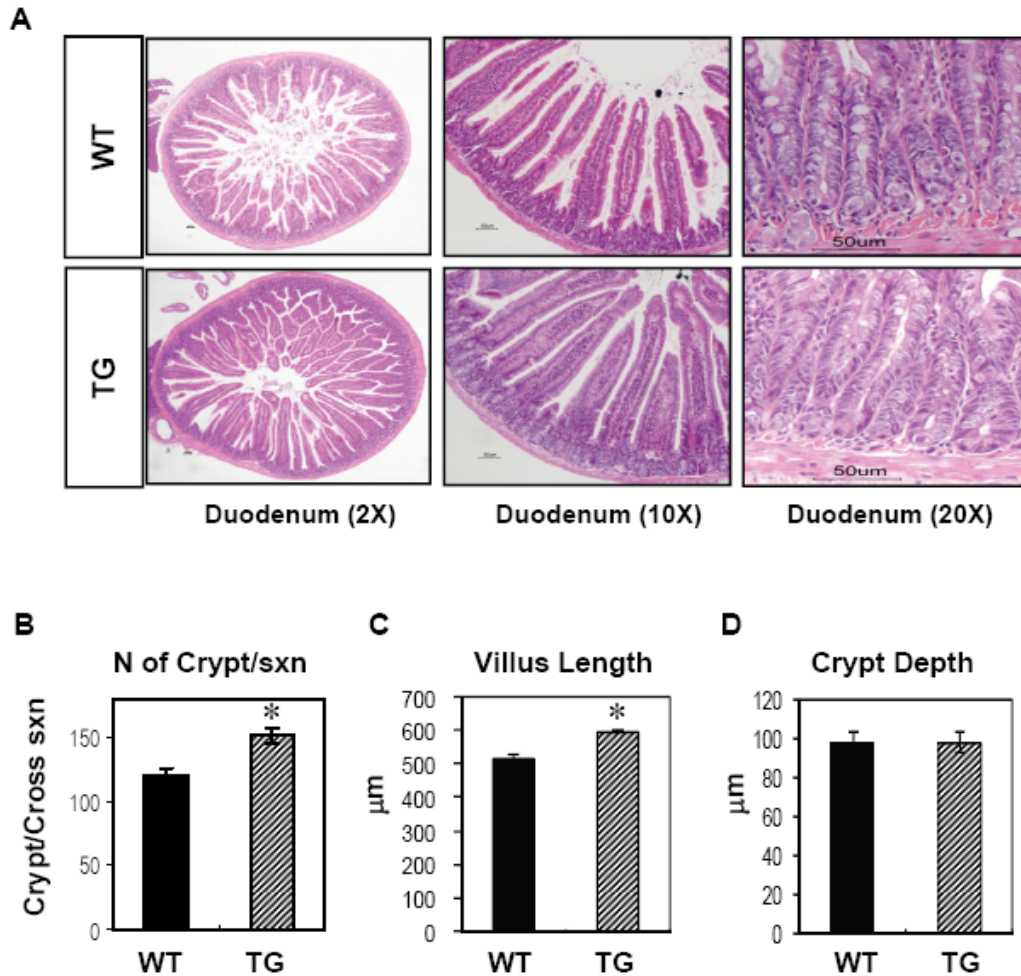 A
WT
50um
TG
50um
Duodenum (2X)
Duodenum (10X)
Duodenum (20X)
B
N of Crypt/sxn
Crypt/Cross sxn
150
100
50
0
*
WT
TG
C
Villus Length
μm
700
600
500
400
300
200
100
0
*
WT
TG
D
Crypt Depth
μm
120
100
80
60
40
20
0
WT
TG